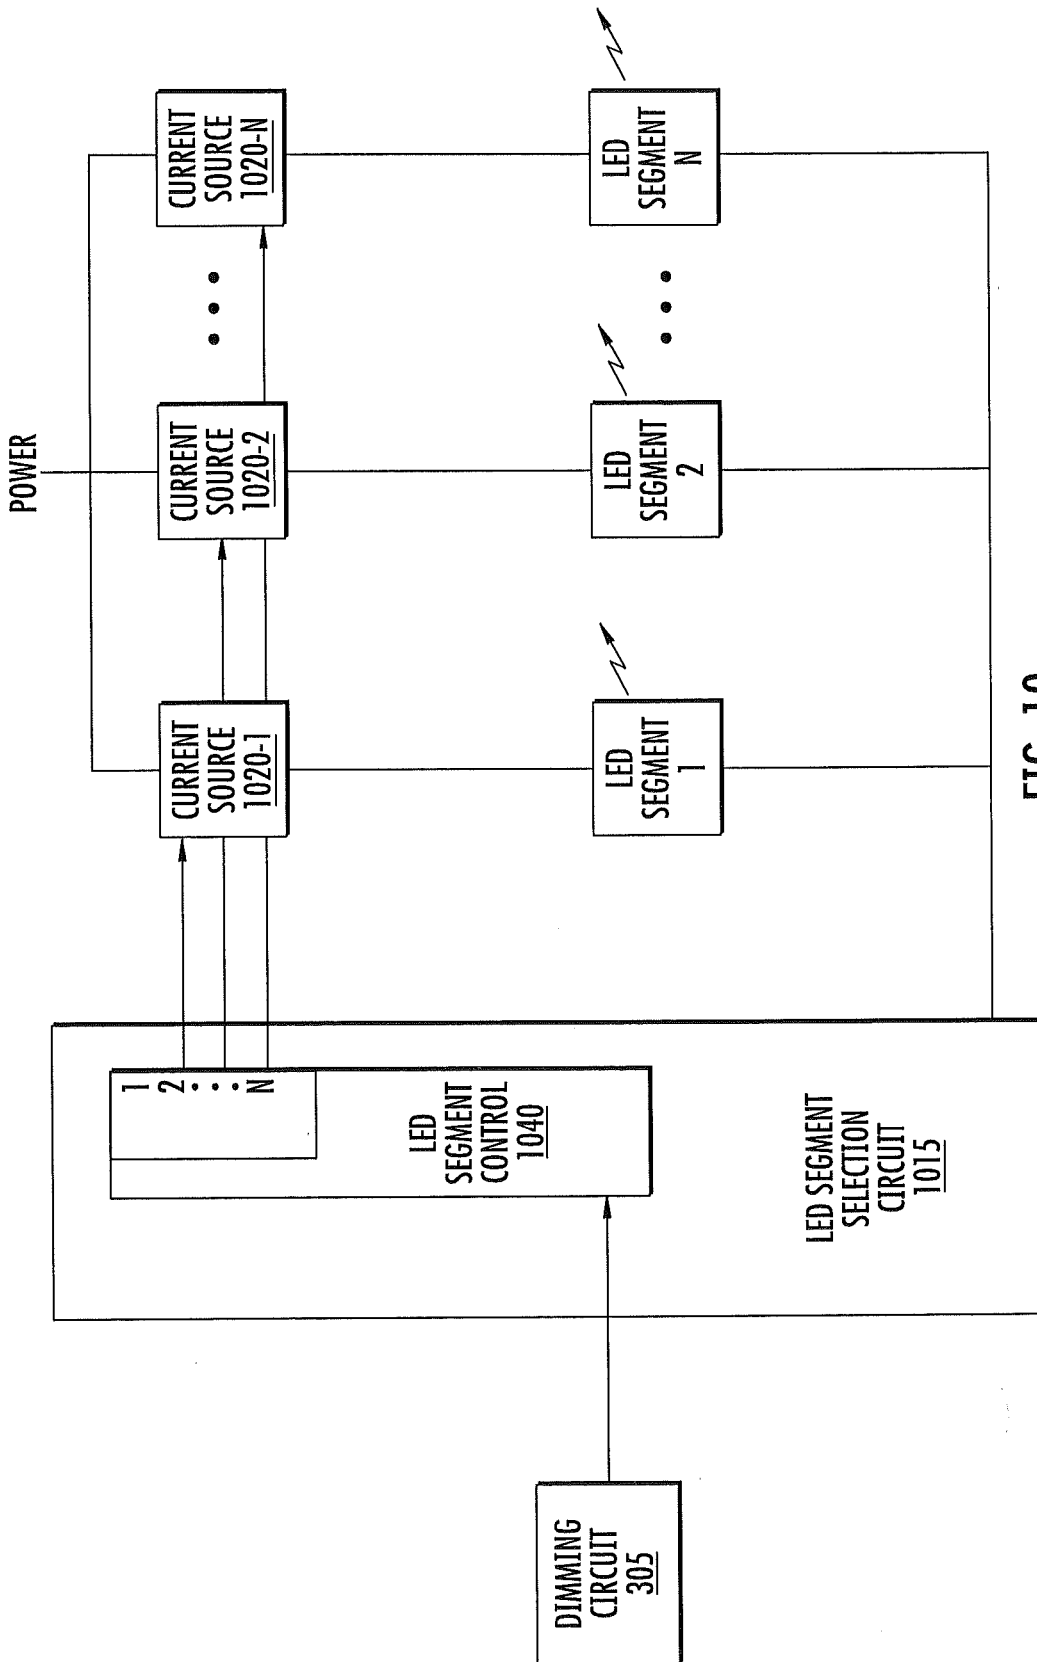 POWER
CURRENT
SOURCE
1020-1
CURRENT
SOURCE
1020-2
• • •
CURRENT
SOURCE
1020-N
1
2
•
•
•
N
LED
SEGMENT
CONTROL
1040
LED
SEGMENT
1
LED
SEGMENT
2
• • •
LED
SEGMENT
N
DIMMING
CIRCUIT
305
LED SEGMENT
SELECTION
CIRCUIT
1015